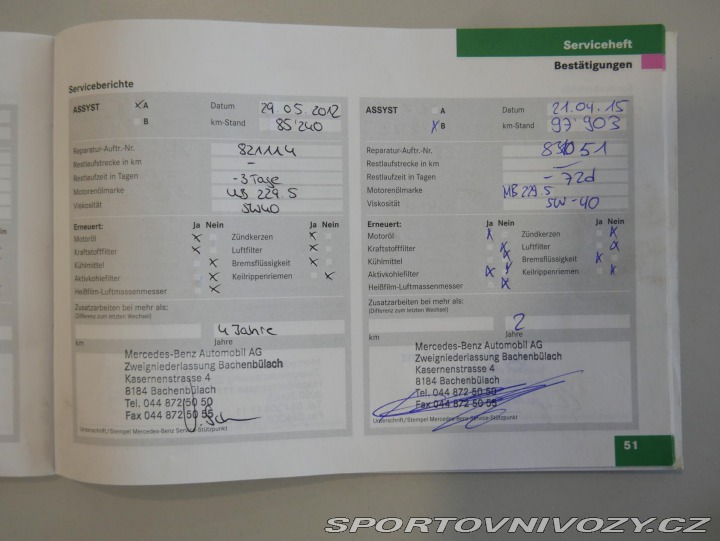 Serviceheft
Bestätigungen
Serviceberichte
ASSYST x A Datum 29.05.2012
B km-Stand 85'240
Reparatur-Auftr.-Nr. 821114
Restlaufstrecke in km -
Restlaufzeit in Tagen -3 Tage
Motorenölmarke MB 229.5
Viskosität 5W40
Erneuert: Ja Nein Ja Nein
Motoröl x Zündkerzen x
Kraftstofffilter x Luftfilter x
Kühlmittel x Bremsflüssigkeit x
Aktivkohlefilter x Keilrippenriemen x
Heißfilm-Luftmassenmesser x
Zusatzarbeiten bei mehr als:
(Differenz zum letzten Wechsel)
4 Jahre
km Jahre
Mercedes-Benz Automobil AG
Zweigniederlassung Bachenbülach
Kasernenstrasse 4
8184 Bachenbülach
Tel. 044 872 50 50
Fax 044 872 50 55
Unterschrift/Stempel Mercedes-Benz Service-Stützpunkt
ASSYST A Datum 21.04.15
x B km-Stand 97'903
Reparatur-Auftr.-Nr.
Restlaufstrecke in km -
Restlaufzeit in Tagen - 72d
Motorenölmarke MB 229.5
Viskosität 5W-40
Erneuert: Ja Nein Ja Nein
Motoröl x Zündkerzen x
Kraftstofffilter x Luftfilter x
Kühlmittel x Bremsflüssigkeit x
Aktivkohlefilter x Keilrippenriemen x
Heißfilm-Luftmassenmesser x
Zusatzarbeiten bei mehr als:
(Differenz zum letzten Wechsel)
2
km Jahre
Mercedes-Benz Automobil AG
Zweigniederlassung Bachenbülach
Kasernenstrasse 4
8184 Bachenbülach
Tel. 044 872 50 50
Fax 044 872 50 55
Unterschrift/Stempel Mercedes-Benz Service-Stützpunkt
51
SPORTOVNIVOZY.CZ